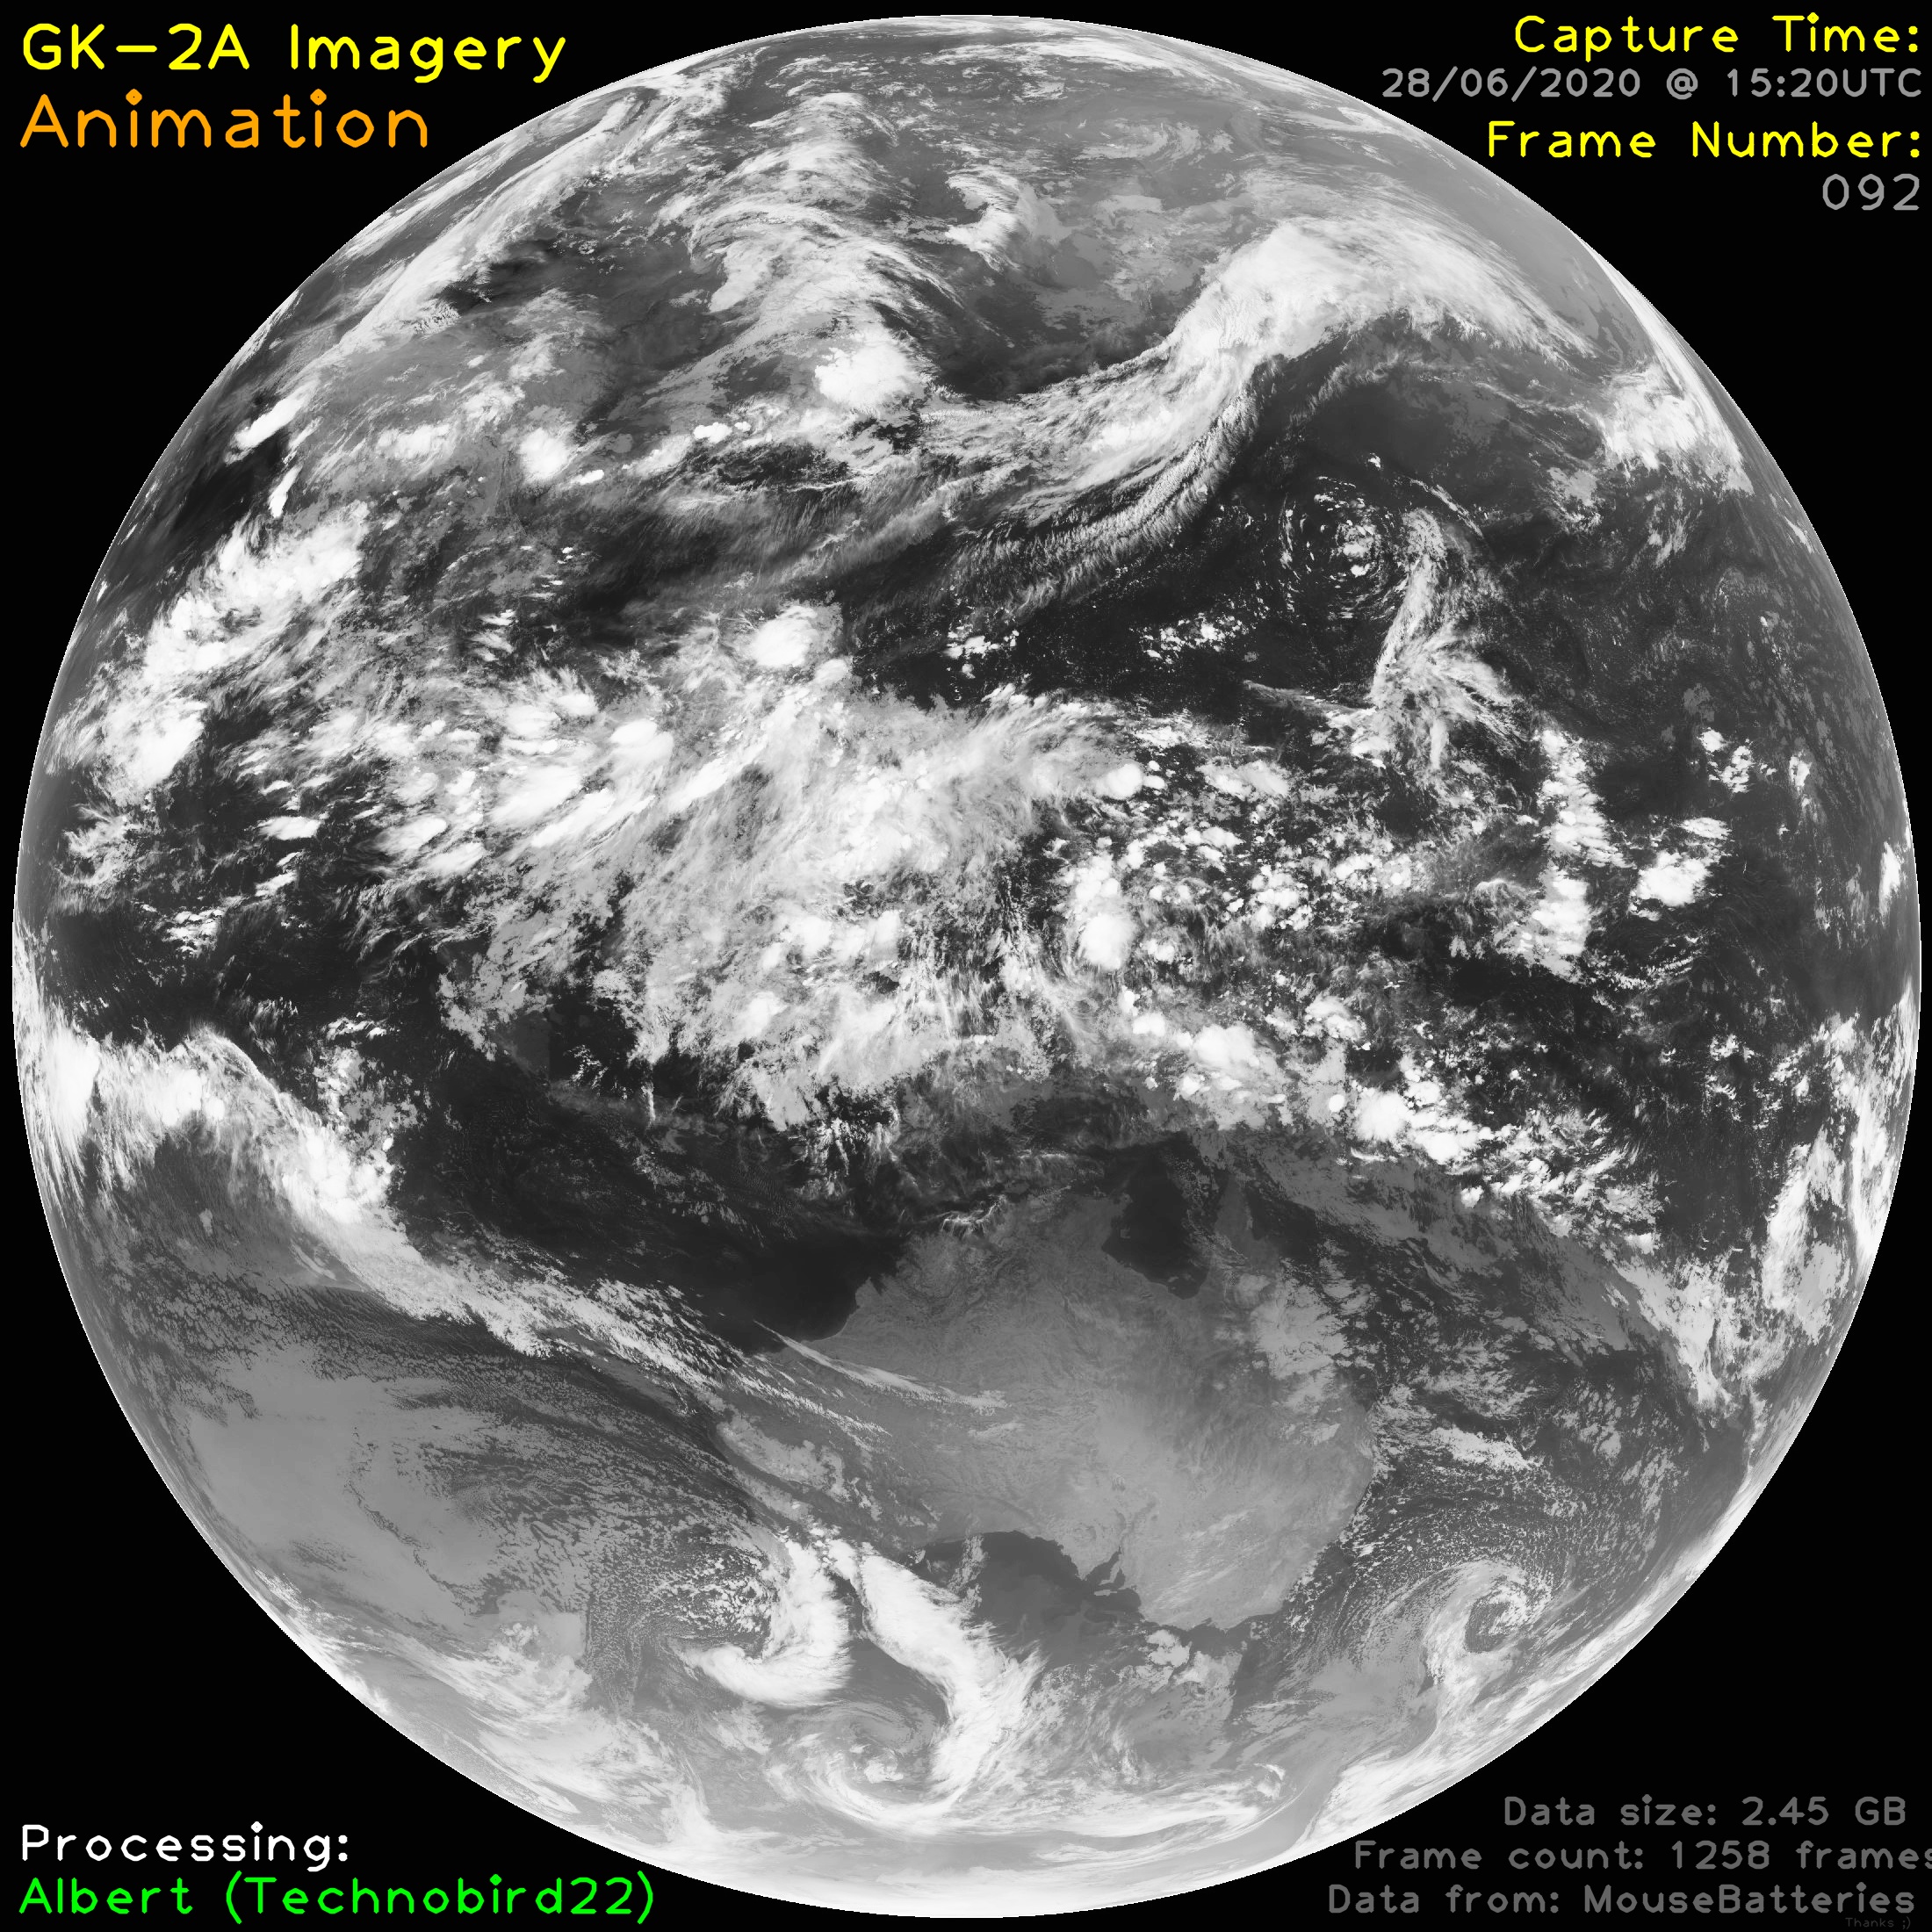 GK-2A Imagery
Animation
Capture Time:
28/06/2020 @ 15:20UTC
Frame Number:
092
Processing:
Albert (Technobird22)
Data size: 2.45 GB
Frame count: 1258 frames
Data from: MouseBatteries
Thanks ;)